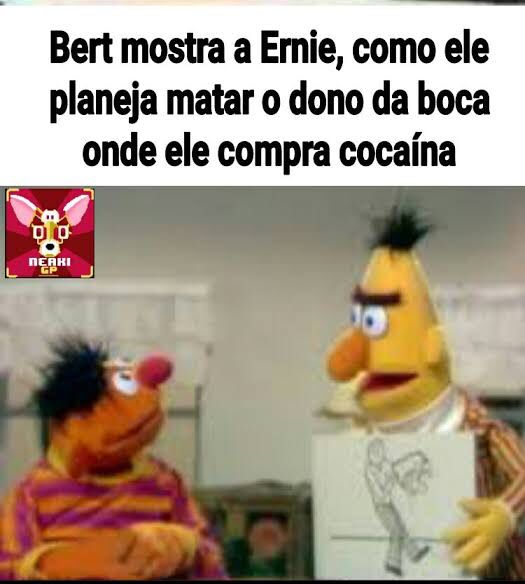 Bert mostra a Ernie, como ele
planeja matar o dono da boca
onde ele compra cocaína
NEAKI
GP